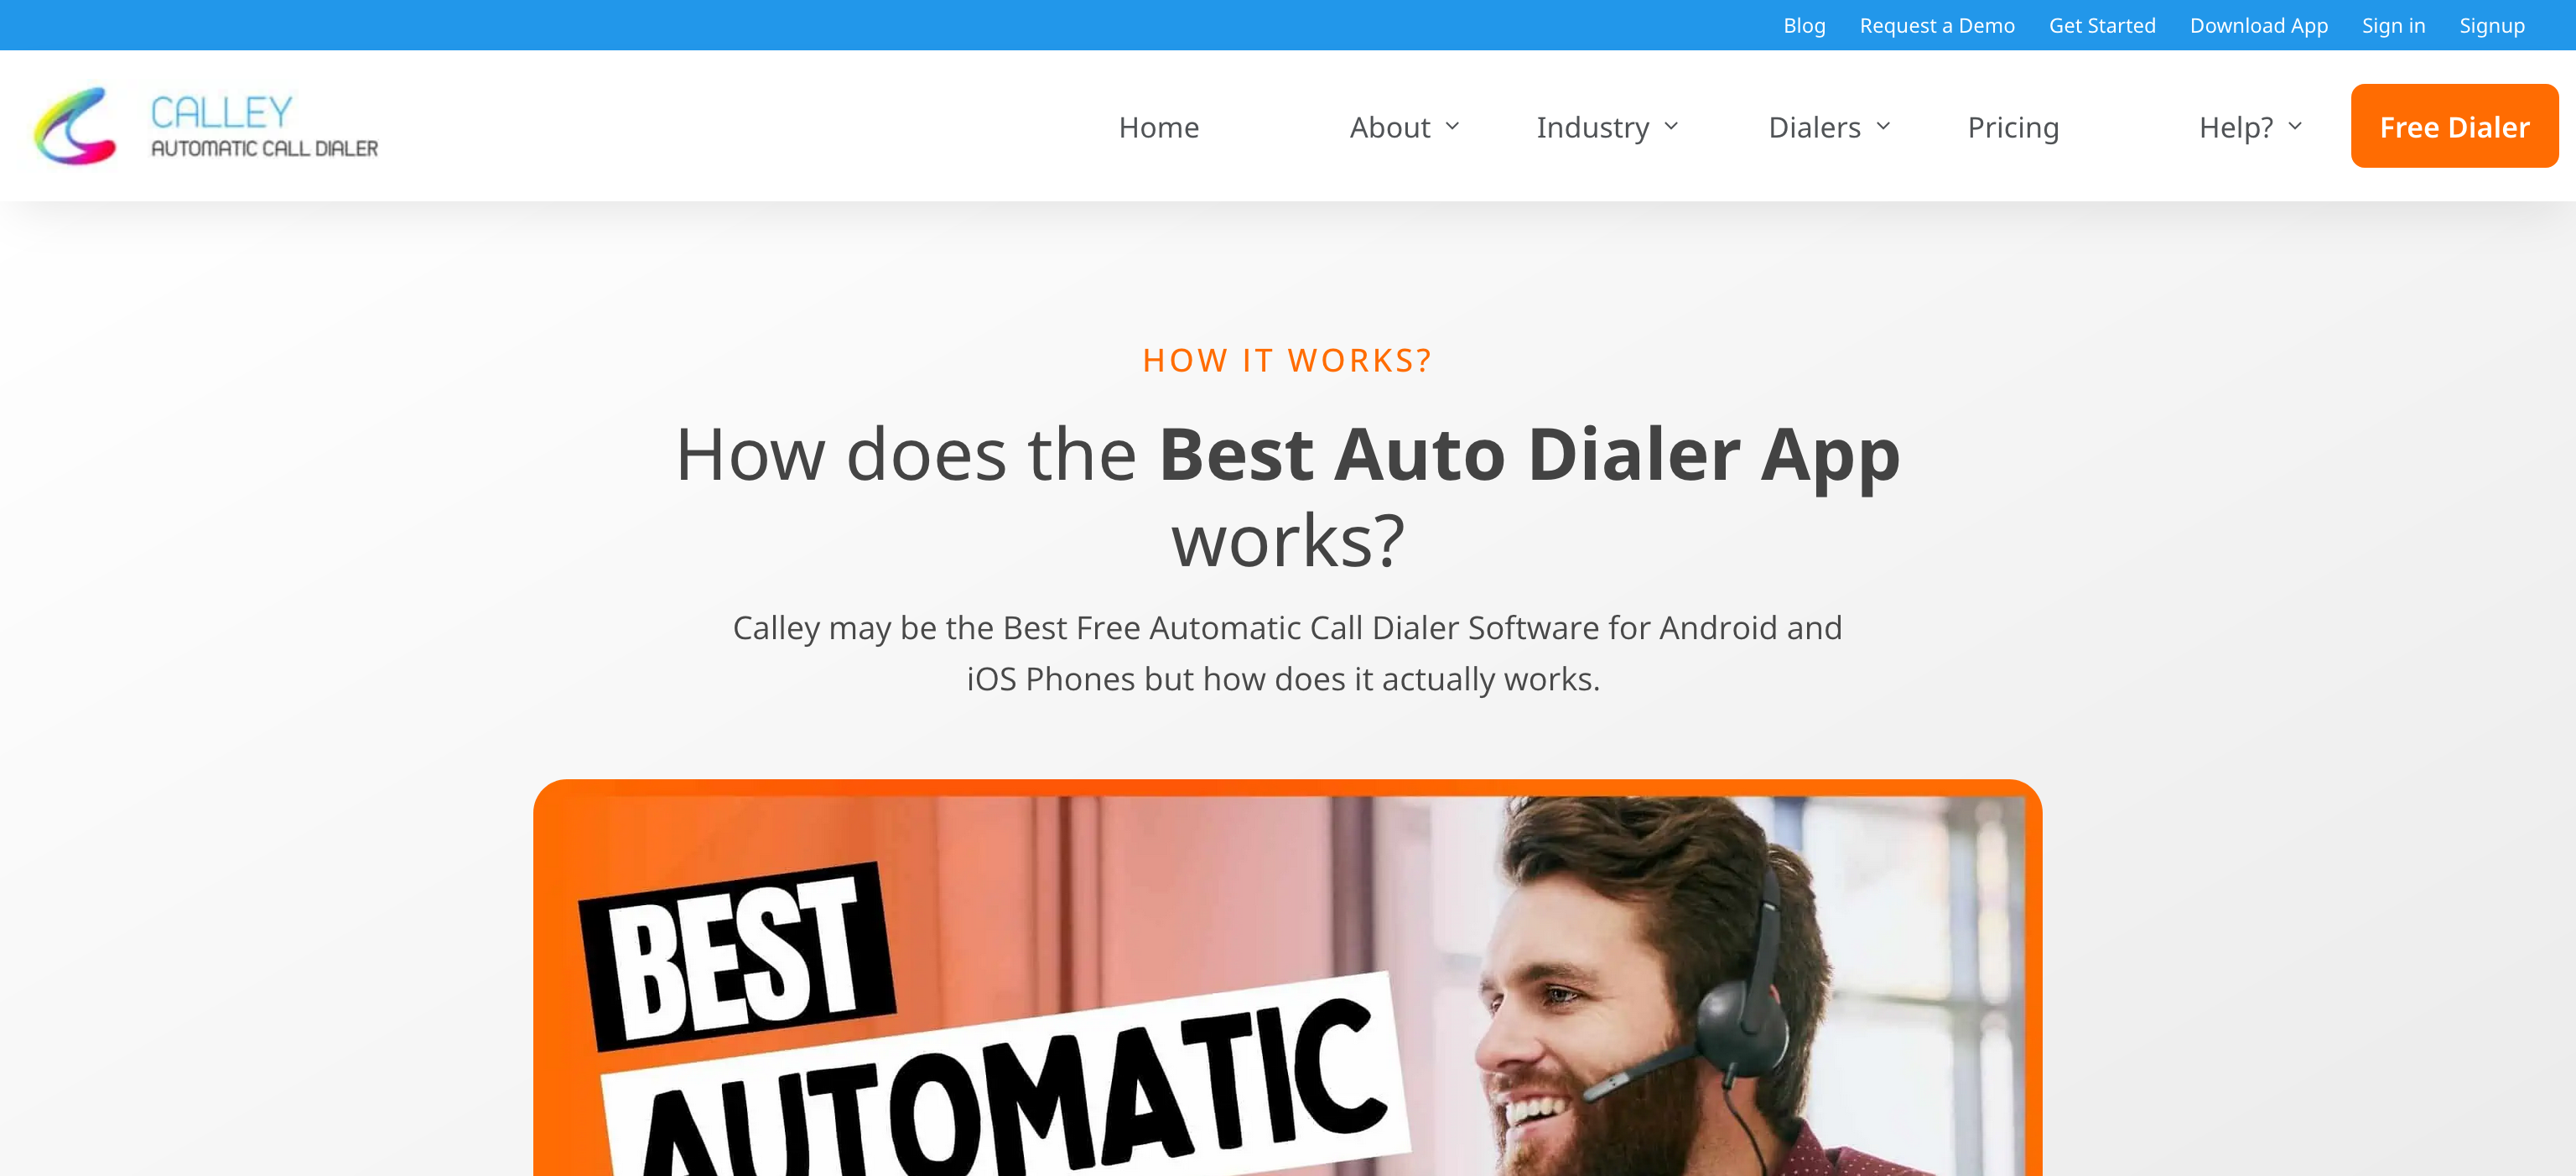 Blog Request a Demo Get Started Download App Sign in Signup
CALLEY
AUTOMATIC CALL DIALER
Home About Industry Dialers Pricing Help? Free Dialer
HOW IT WORKS?
How does the Best Auto Dialer App
works?
Calley may be the Best Free Automatic Call Dialer Software for Android and
iOS Phones but how does it actually works.
BEST
AUTOMATIC